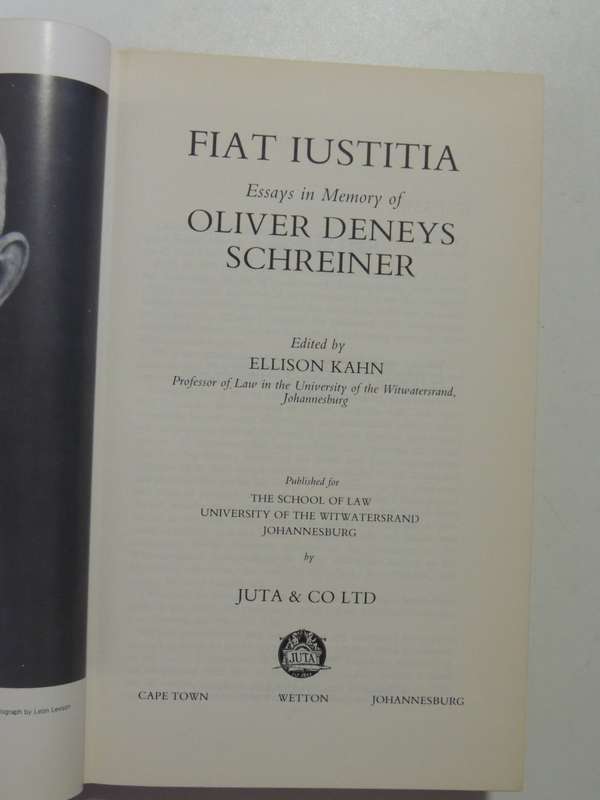 FIAT IUSTITIA
Essays in Memory of
OLIVER DENEYS
SCHREINER
Edited by
ELLISON KAHN
Professor of Law in the University of the Witwatersrand,
Johannesburg
Published for
THE SCHOOL OF LAW
UNIVERSITY OF THE WITWATERSRAND
JOHANNESBURG
by
JUTA & CO LTD
JUTA
CAPE TOWN WETTON JOHANNESBURG
by Leon Levson